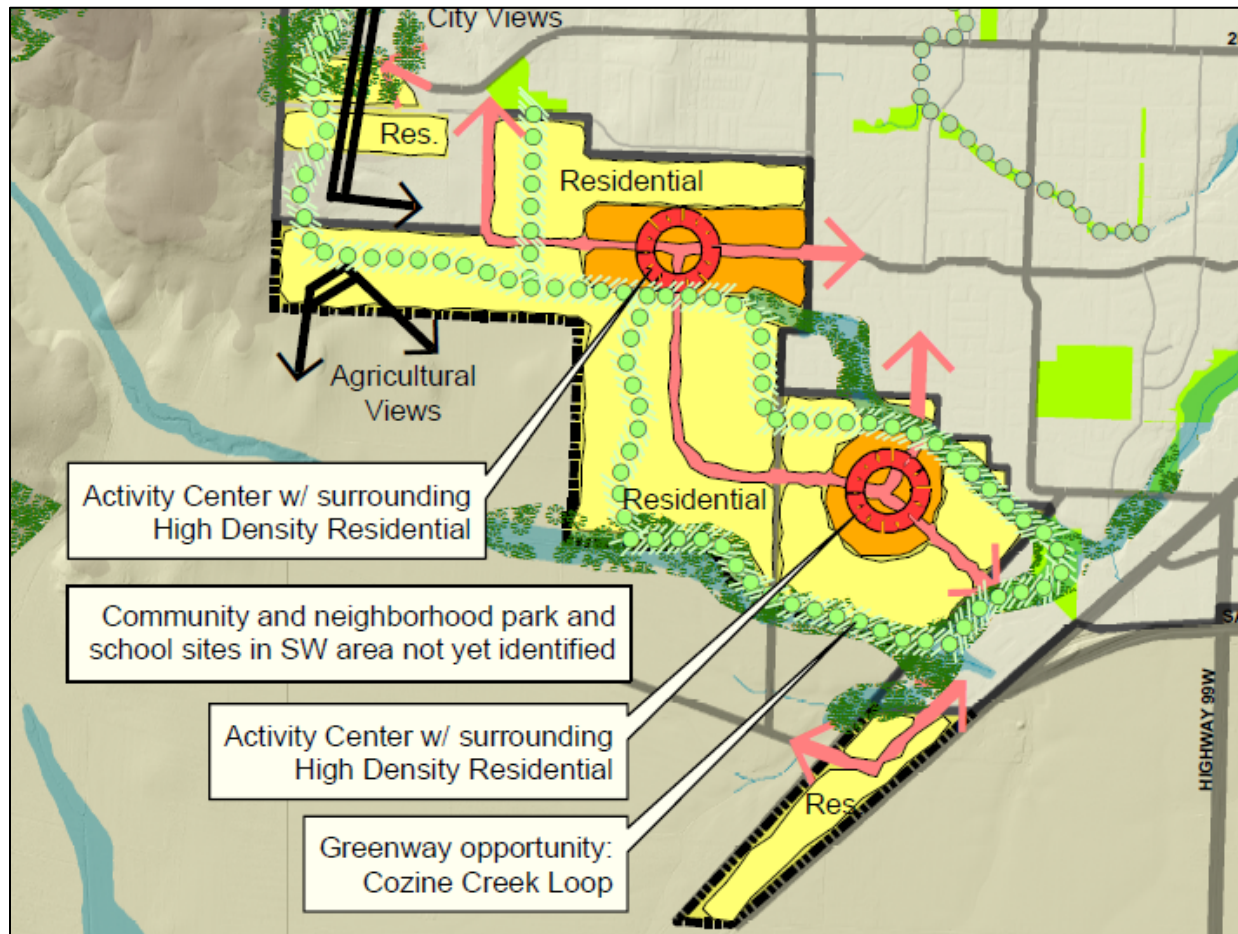 City Views
2
Res.
Residential
Agricultural
Views
Activity Center w/ surrounding
High Density Residential
Residential
Community and neighborhood park and
school sites in SW area not yet identified
Activity Center w/ surrounding
High Density Residential
Res.
Greenway opportunity:
Cozine Creek Loop
HIGHWAY 99W